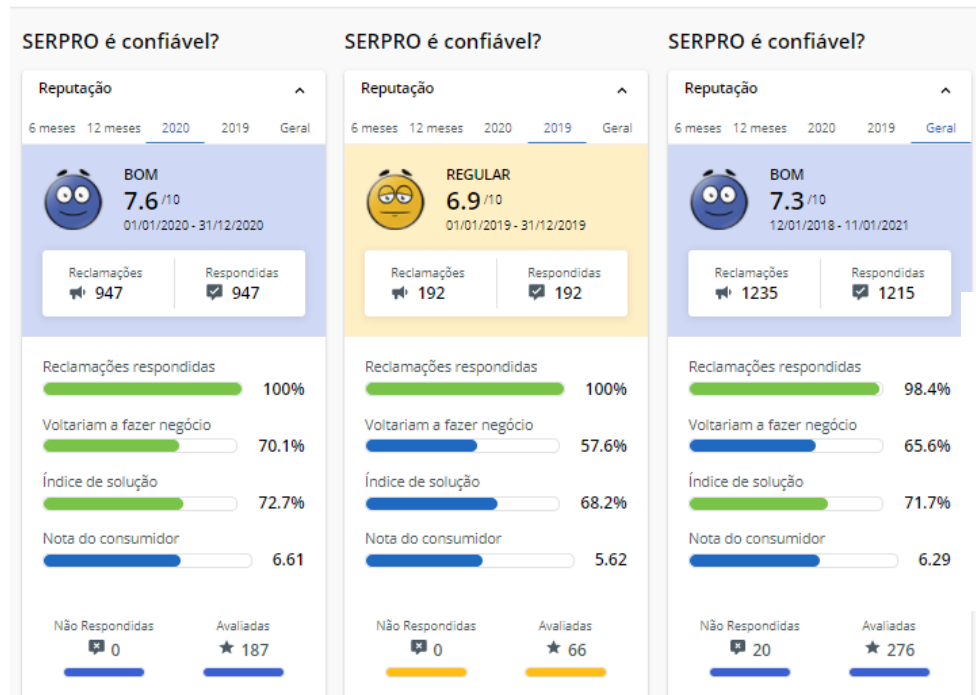 SERPRO é confiável?
Reputação
6 meses 12 meses 2020 2019 Geral
BOM
7.6 /10
01/01/2020 - 31/12/2020
Reclamações Respondidas
947 947
Reclamações respondidas
100%
Voltariam a fazer negócio
70.1%
Índice de solução
72.7%
Nota do consumidor
6.61
Não Respondidas Avaliadas
0 187
SERPRO é confiável?
Reputação
6 meses 12 meses 2020 2019 Geral
REGULAR
6.9 /10
01/01/2019 - 31/12/2019
Reclamações Respondidas
192 192
Reclamações respondidas
100%
Voltariam a fazer negócio
57.6%
Índice de solução
68.2%
Nota do consumidor
5.62
Não Respondidas Avaliadas
0 66
SERPRO é confiável?
Reputação
6 meses 12 meses 2020 2019 Geral
BOM
7.3 /10
12/01/2018 - 11/01/2021
Reclamações Respondidas
1235 1215
Reclamações respondidas
98.4%
Voltariam a fazer negócio
65.6%
Índice de solução
71.7%
Nota do consumidor
6.29
Não Respondidas Avaliadas
20 276